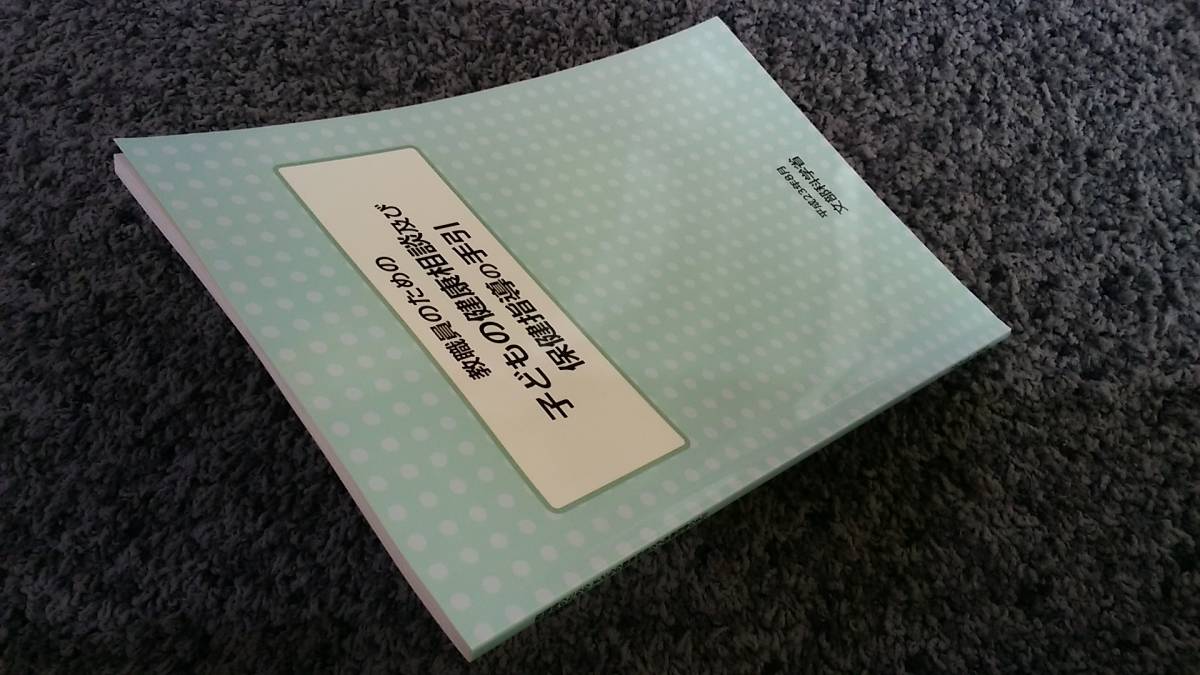 教職員のための
子どもの健康相談及び
保健指導の手引
平成23年8月
文部科学省